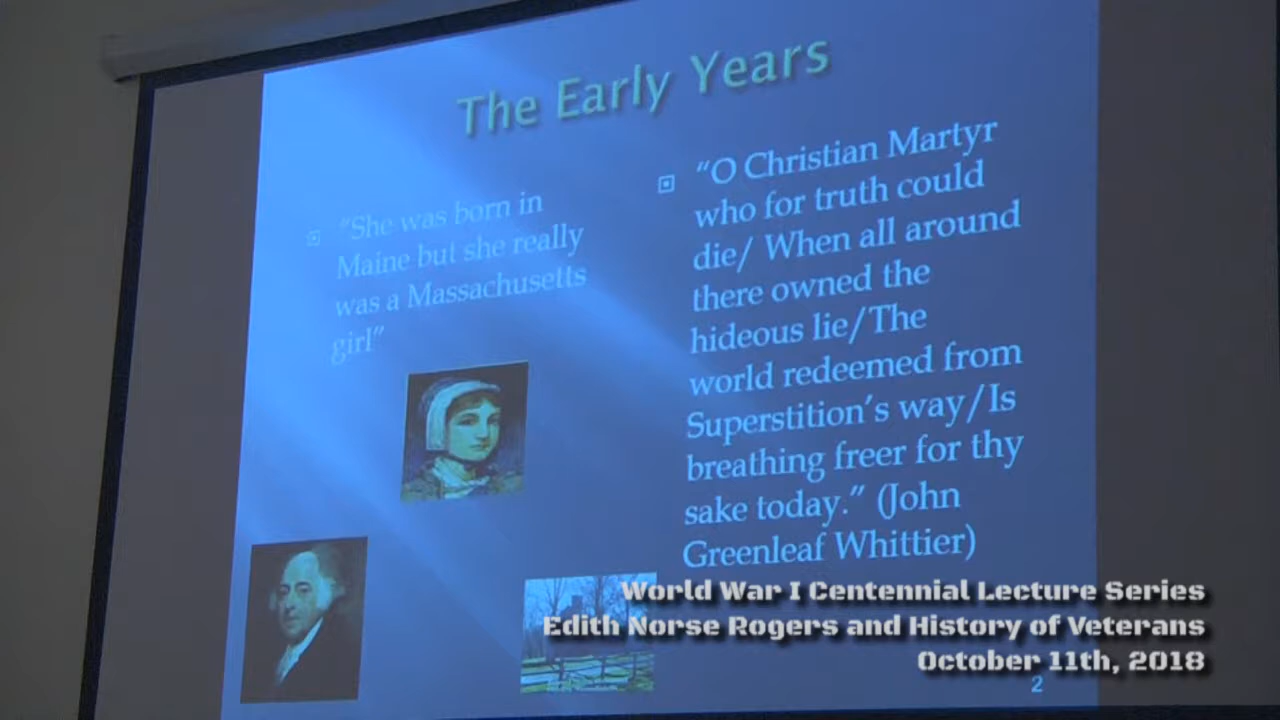 The Early Years
"She was born in
Maine but she really
was a Massachusetts
girl"
"O Christian Martyr
who for truth could
die/ When all around
there owned the
hideous lie/The
world redeemed from
Superstition's way/Is
breathing freer for thy
sake today." (John
Greenleaf Whittier)
World War I Centennial Lecture Series
Edith Norse Rogers and History of Veterans
October 11th, 2018
2